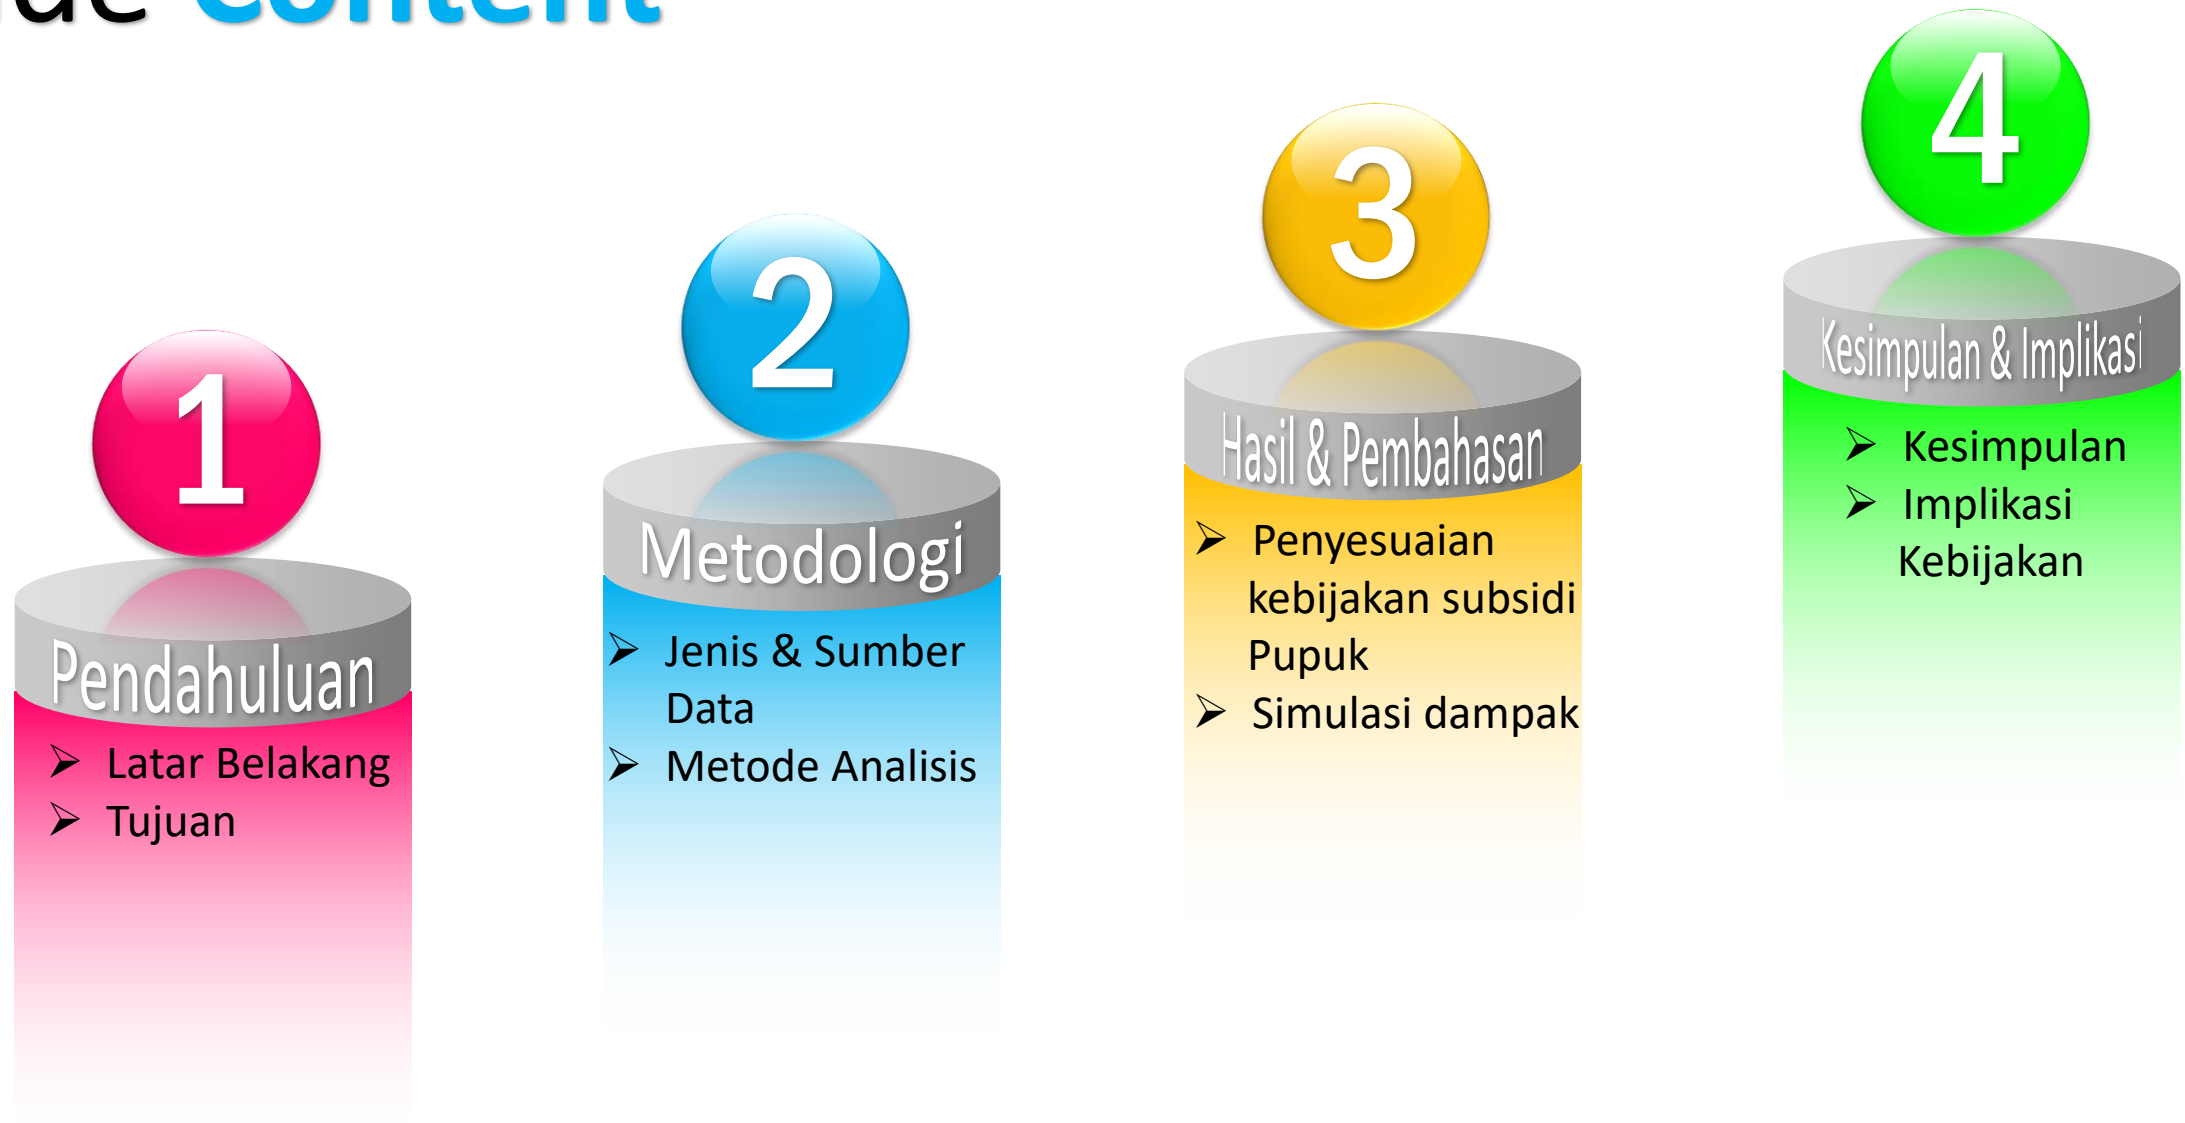 Content
1
Pendahuluan
➢ Latar Belakang
➢ Tujuan
2
Metodologi
➢ Jenis & Sumber
Data
➢ Metode Analisis
3
Hasil & Pembahasan
➢ Penyesuaian
kebijakan subsidi
Pupuk
➢ Simulasi dampak
4
Kesimpulan & Implikasi
➢ Kesimpulan
➢ Implikasi
Kebijakan